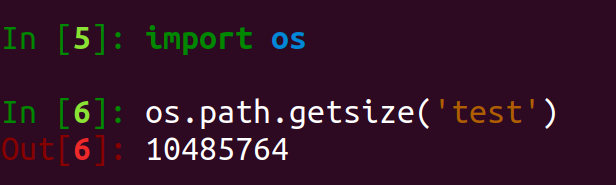 In [5]: import os
In [6]: os.path.getsize('test')
Out[6]: 10485764